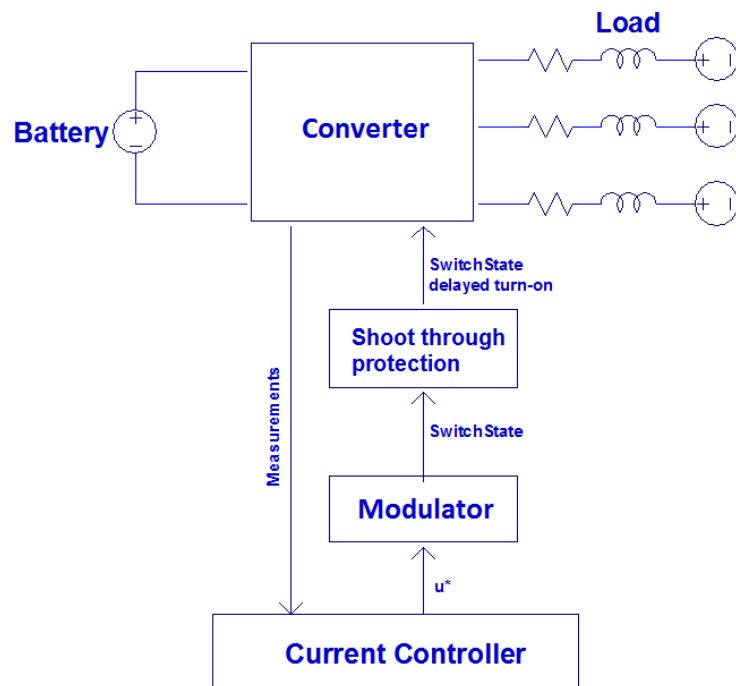 Load
Battery
Converter
+
−
+ −
+ −
+ −
SwitchState
delayed turn-on
Shoot through
protection
Measurements
SwitchState
Modulator
u*
Current Controller